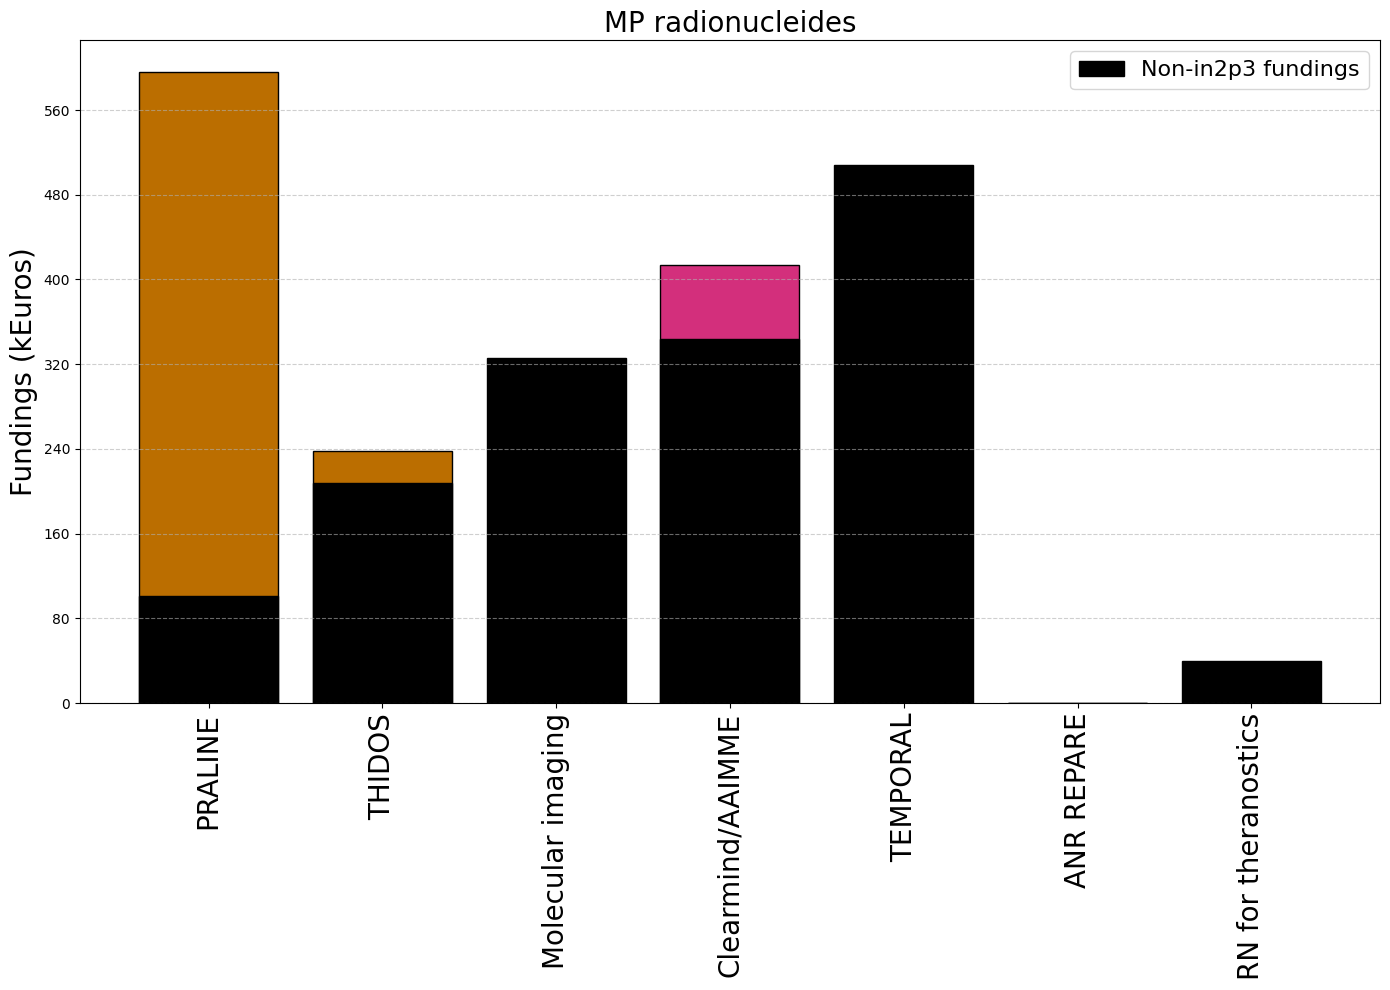 MP radionucleides
Non-in2p3 fundings
Fundings (kEuros)
560
480
400
320
240
160
80
0
PRALINE
THIDOS
Molecular imaging
Clearmind/AAIMME
TEMPORAL
ANR REPARE
RN for theranostics